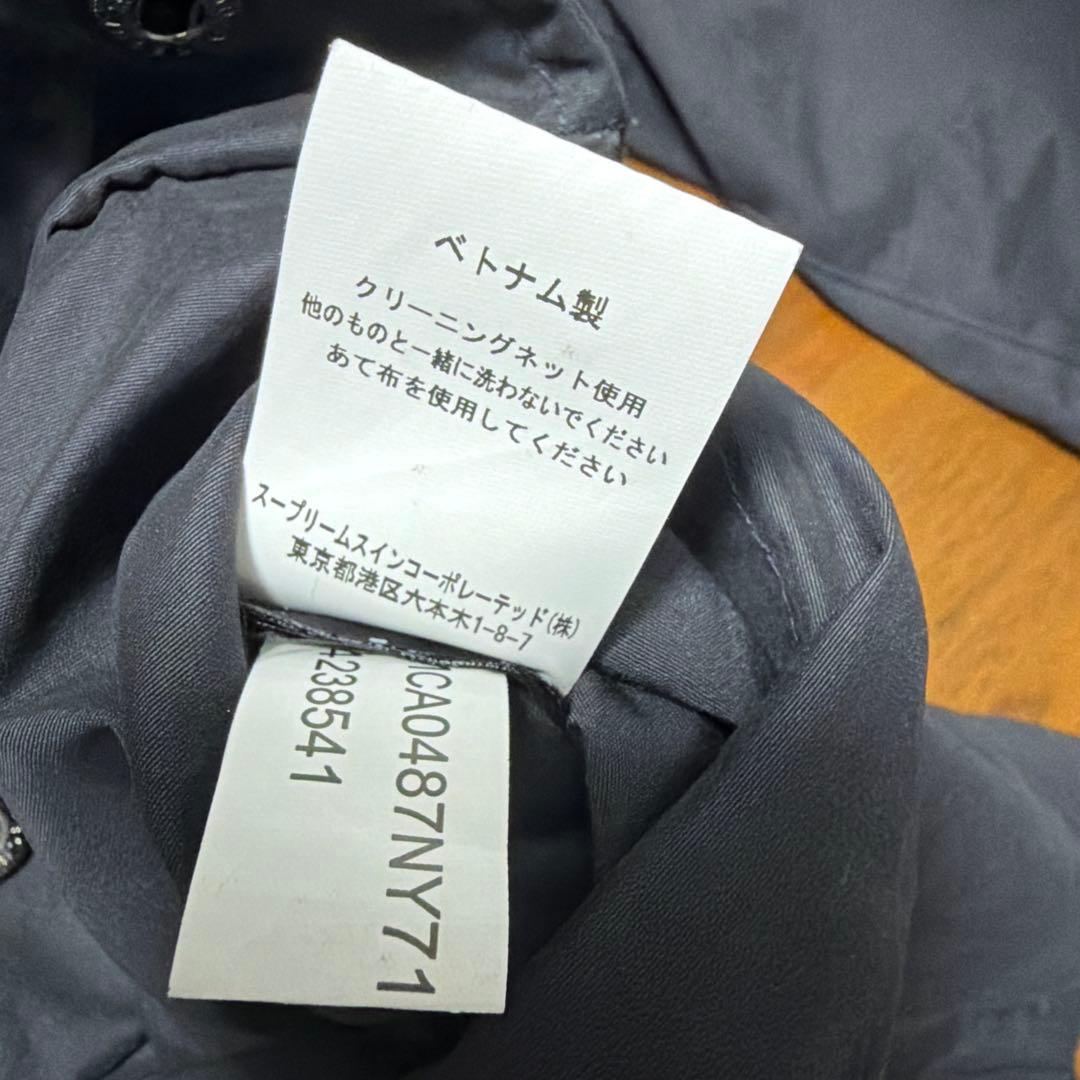 ベトナム製
クリーニングネット使用
他のものと一緒に洗わないでください
あて布を使用してください
スープリームスインコーポレーテッド(株)
東京都港区六本木1-8-7
CA0487NY71
238541